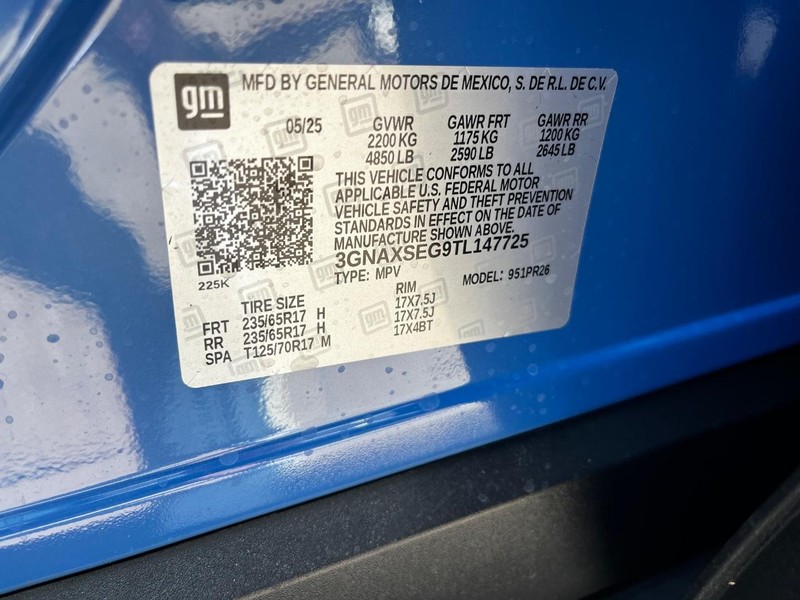 gm MFD BY GENERAL MOTORS DE MEXICO, S. DE R.L. DE C.V.
05/25 GVWR GAWR FRT GAWR RR
2200 KG 1175 KG 1200 KG
4850 LB 2590 LB 2645 LB
THIS VEHICLE CONFORMS TO ALL
APPLICABLE U.S. FEDERAL MOTOR
VEHICLE SAFETY AND THEFT PREVENTION
STANDARDS IN EFFECT ON THE DATE OF
MANUFACTURE SHOWN ABOVE.
3GNAXSEG9TL147725
225K TYPE: MPV MODEL: 951PR26
TIRE SIZE RIM
FRT 235/65R17 H 17X7.5J
RR 235/65R17 H 17X7.5J
SPA T125/70R17 M 17X4BT